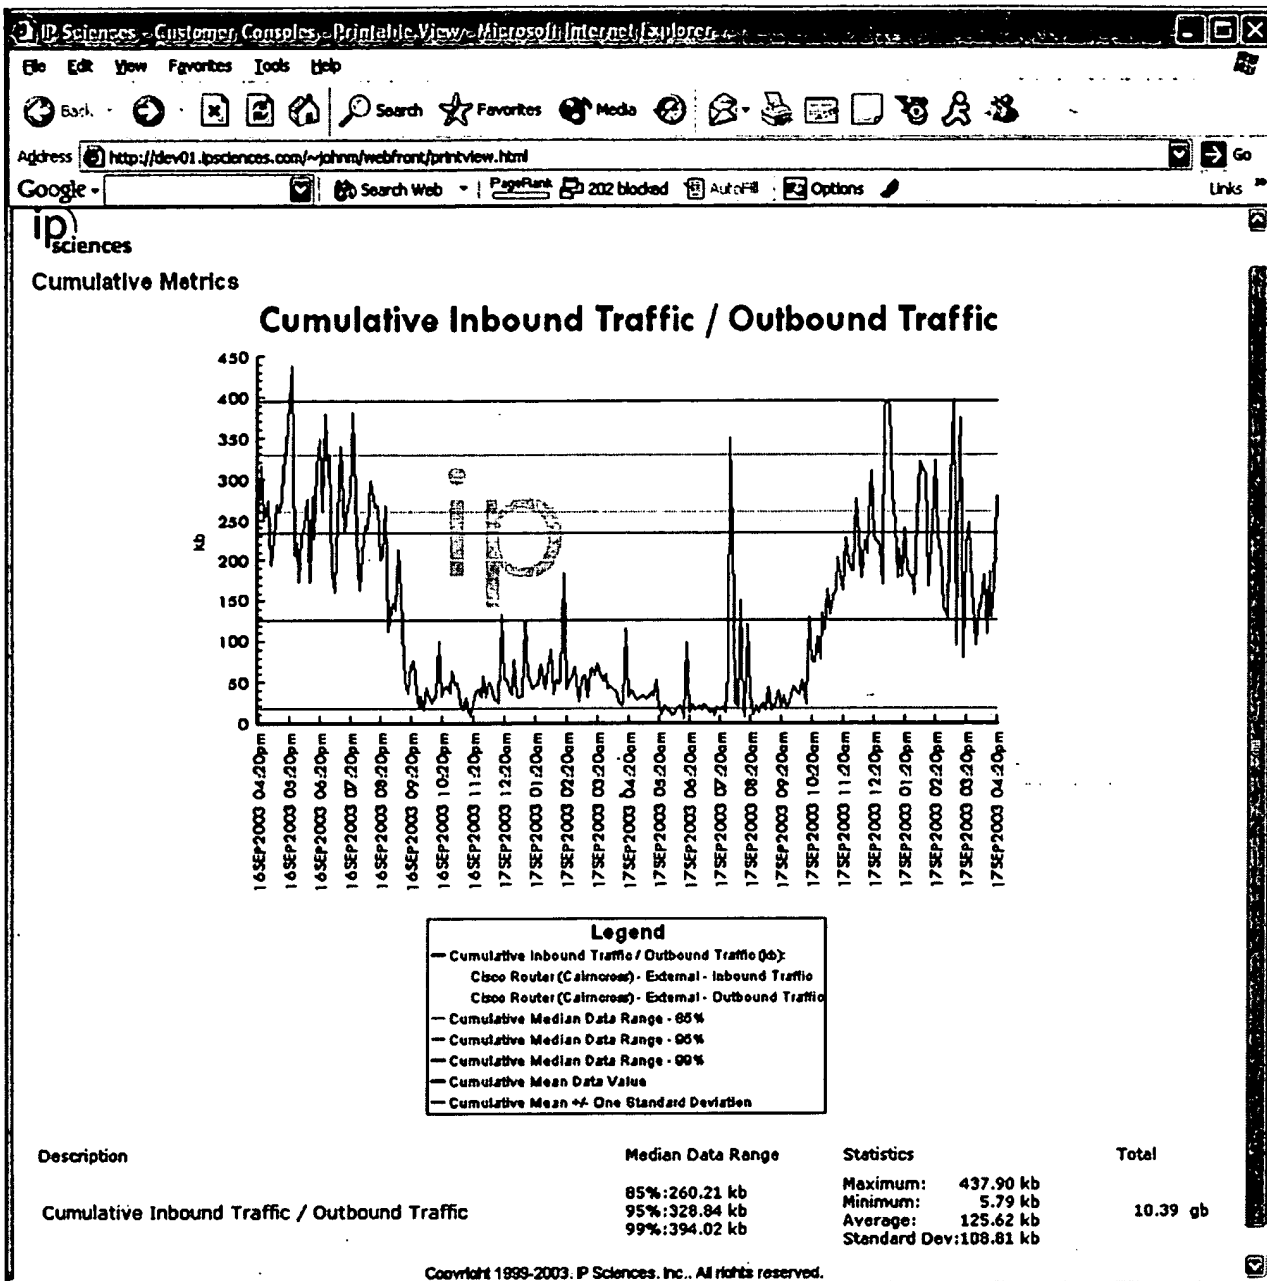 IP Sciences - Customer Consoles - Printable View - Microsoft Internet Explorer
File Edit View Favorites Tools Help
Back Search Favorites Media
Address http://dev01.ipsciences.com/~johnm/webfront/printview.html Go
Google Search Web PageRank 202 blocked AutoFill Options Links »
ip sciences
Cumulative Metrics
Cumulative Inbound Traffic / Outbound Traffic
450
400
350
300
250
200
150
100
50
0
kb
ip
16SEP2003 04:20pm
16SEP2003 05:20pm
16SEP2003 06:20pm
16SEP2003 07:20pm
16SEP2003 08:20pm
16SEP2003 09:20pm
16SEP2003 10:20pm
16SEP2003 11:20pm
17SEP2003 12:20am
17SEP2003 01:20am
17SEP2003 02:20am
17SEP2003 03:20am
17SEP2003 04:20am
17SEP2003 05:20am
17SEP2003 06:20am
17SEP2003 07:20am
17SEP2003 08:20am
17SEP2003 09:20am
17SEP2003 10:20am
17SEP2003 11:20am
17SEP2003 12:20pm
17SEP2003 01:20pm
17SEP2003 02:20pm
17SEP2003 03:20pm
17SEP2003 04:20pm
Legend
Cumulative Inbound Traffic / Outbound Traffic (kb):
Cisco Router (Cairncross) - External - Inbound Traffic
Cisco Router (Cairncross) - External - Outbound Traffic
Cumulative Median Data Range - 85%
Cumulative Median Data Range - 95%
Cumulative Median Data Range - 99%
Cumulative Mean Data Value
Cumulative Mean +/- One Standard Deviation
Description Median Data Range Statistics Total
85%:260.21 kb
95%:328.84 kb
99%:394.02 kb
Maximum: 437.90 kb
Minimum: 5.79 kb
Average: 125.62 kb
Standard Dev:108.81 kb
Cumulative Inbound Traffic / Outbound Traffic
10.39 gb
Copyright 1999-2003. IP Sciences, Inc.. All rights reserved.